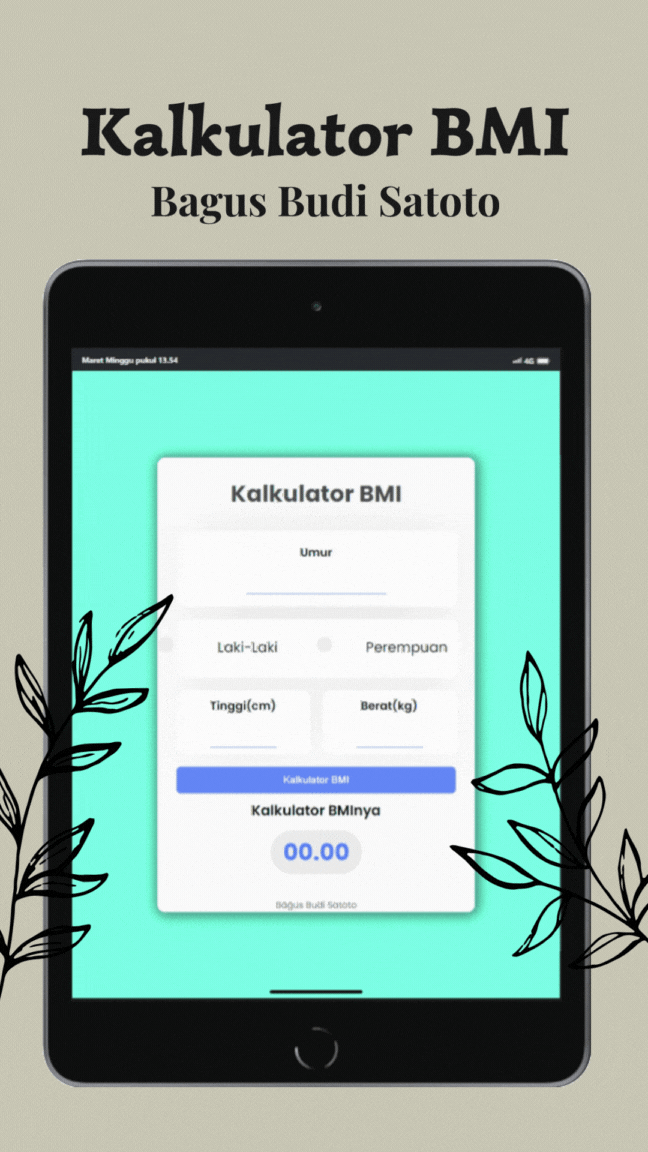 Kalkulator BMI
Bagus Budi Satoto
Maret Minggu pukul 13.54
4G
Kalkulator BMI
Umur
Laki-Laki Perempuan
Tinggi(cm) Berat(kg)
Kalkulator BMI
Kalkulator BMInya
00.00
Bagus Budi Satoto